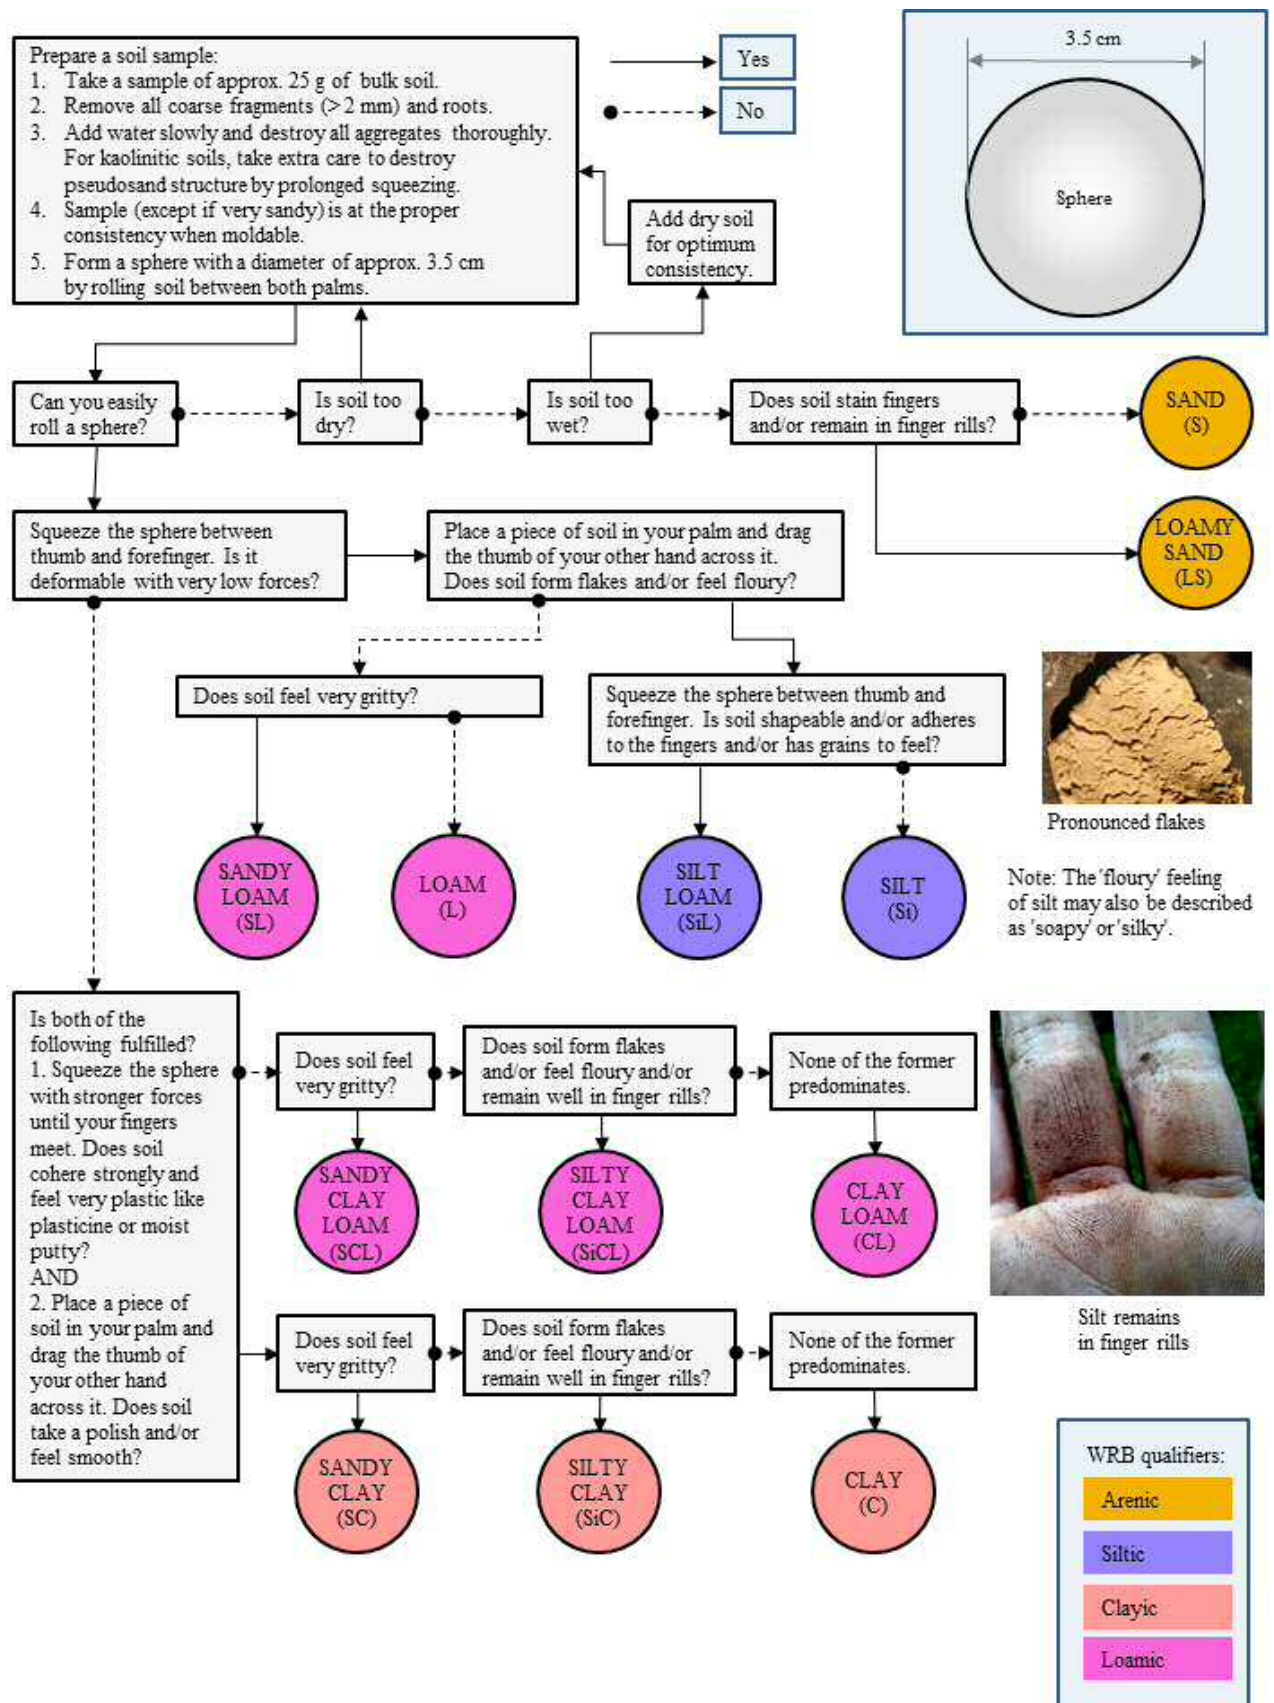 Prepare a soil sample:
1. Take a sample of approx. 25 g of bulk soil.
2. Remove all coarse fragments (> 2 mm) and roots.
3. Add water slowly and destroy all aggregates thoroughly.
For kaolinitic soils, take extra care to destroy
pseudosand structure by prolonged squeezing.
4. Sample (except if very sandy) is at the proper
consistency when moldable.
5. Form a sphere with a diameter of approx. 3.5 cm
by rolling soil between both palms.
Yes
No
3.5 cm
Sphere
Add dry soil
for optimum
consistency.
Can you easily
roll a sphere?
Is soil too
dry?
Is soil too
wet?
Does soil stain fingers
and/or remain in finger rills?
SAND
(S)
LOAMY
SAND
(LS)
Squeeze the sphere between
thumb and forefinger. Is it
deformable with very low forces?
Place a piece of soil in your palm and drag
the thumb of your other hand across it.
Does soil form flakes and/or feel floury?
Does soil feel very gritty?
Squeeze the sphere between thumb and
forefinger. Is soil shapeable and/or adheres
to the fingers and/or has grains to feel?
SANDY
LOAM
(SL)
LOAM
(L)
SILT
LOAM
(SiL)
SILT
(Si)
Pronounced flakes
Note: The 'floury' feeling
of silt may also be described
as 'soapy' or 'silky'.
Is both of the
following fulfilled?
1. Squeeze the sphere
with stronger forces
until your fingers
meet. Does soil
cohere strongly and
feel very plastic like
plasticine or moist
putty?
AND
2. Place a piece of
soil in your palm and
drag the thumb of
your other hand
across it. Does soil
take a polish and/or
feel smooth?
Does soil feel
very gritty?
Does soil form flakes
and/or feel floury and/or
remain well in finger rills?
None of the former
predominates.
SANDY
CLAY
LOAM
(SCL)
SILTY
CLAY
LOAM
(SiCL)
CLAY
LOAM
(CL)
Does soil feel
very gritty?
Does soil form flakes
and/or feel floury and/or
remain well in finger rills?
None of the former
predominates.
SANDY
CLAY
(SC)
SILTY
CLAY
(SiC)
CLAY
(C)
Silt remains
in finger rills
WRB qualifiers:
Arenic
Siltic
Clayic
Loamic